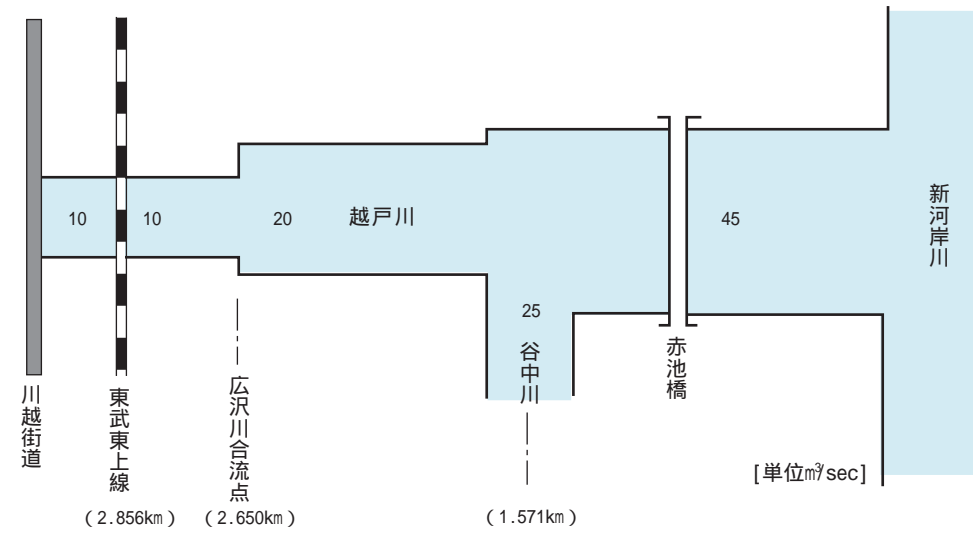 10
10
20
越戸川
45
新河岸川
25
谷中川
赤池橋
川越街道
東武東上線
広沢川合流点
[単位㎥/sec]
(2.856㎞)
(2.650㎞)
(1.571㎞)